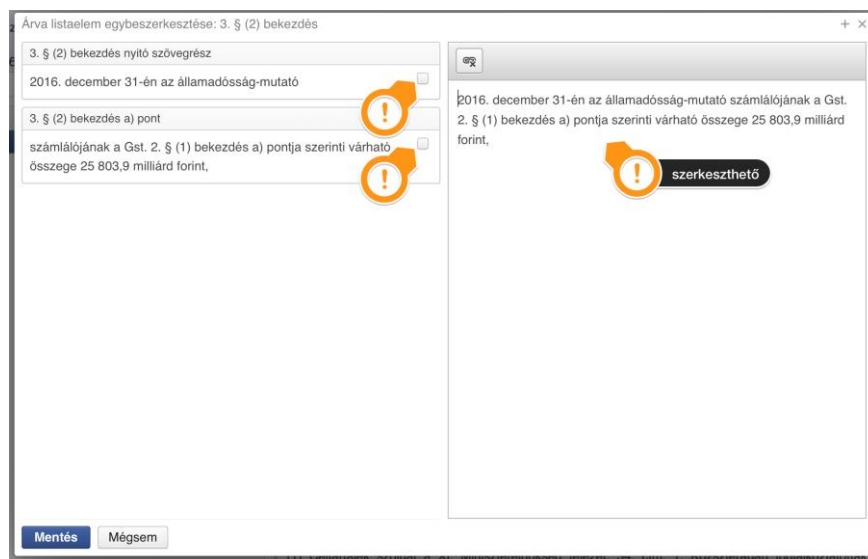 Árva listaelem egybeszerkesztése: 3. § (2) bekezdés
3. § (2) bekezdés nyitó szövegrész
2016. december 31-én az államadósság-mutató
3. § (2) bekezdés a) pont
számlálójának a Gst. 2. § (1) bekezdés a) pontja szerinti várható
összege 25 803,9 milliárd forint,
2016. december 31-én az államadósság-mutató számlálójának a Gst.
2. § (1) bekezdés a) pontja szerinti várható összege 25 803,9 milliárd
forint,
szerkeszthető
Mentés
Mégsem